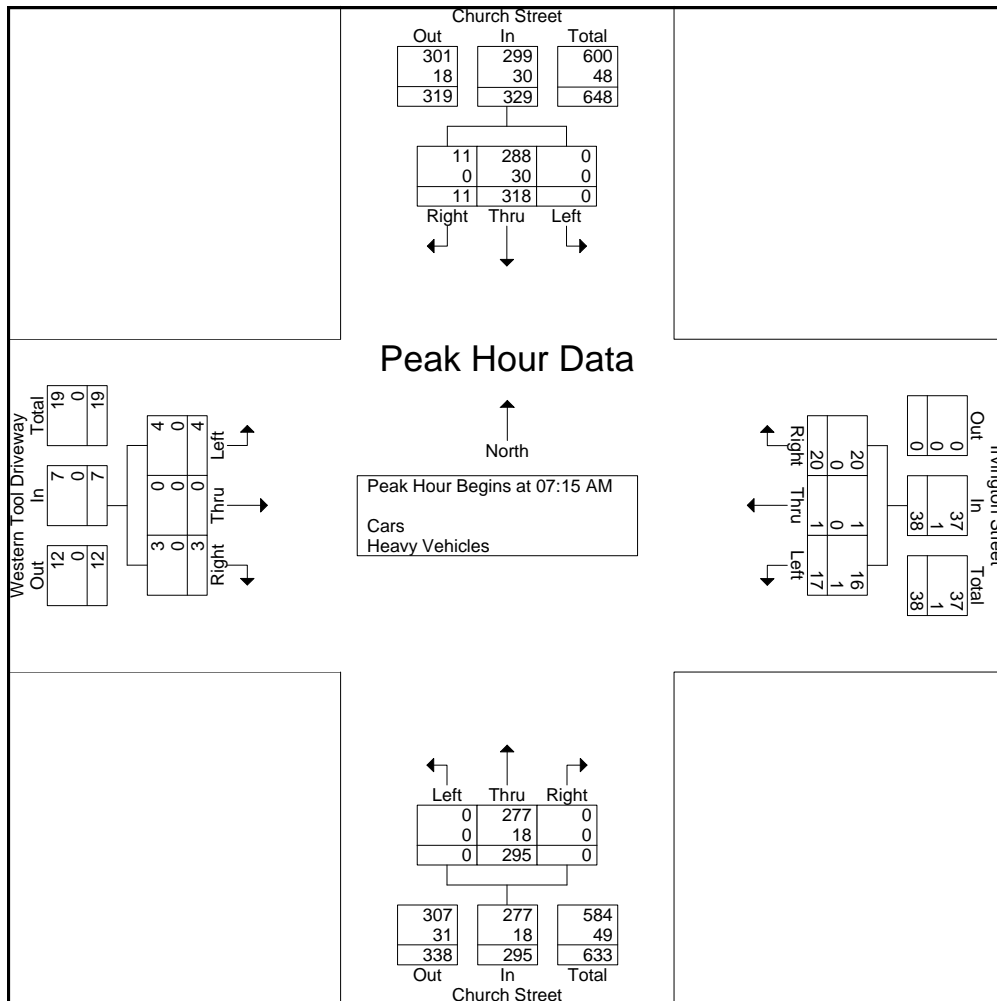 Church Street
Out In Total
301 299 600
18 30 48
319 329 648
11 288 0
0 30 0
11 318 0
Right Thru Left
Peak Hour Data
North
Peak Hour Begins at 07:15 AM
Cars
Heavy Vehicles
Western Tool Driveway
Out In Total
12 7 19
0 0 0
12 7 19
Right Thru Left
3 0 4
0 0 0
3 0 4
Irvington Street
Out In Total
0 37 37
0 1 1
0 38 38
Right Thru Left
20 1 16
0 0 1
20 1 17
Left Thru Right
0 277 0
0 18 0
0 295 0
307 277 584
31 18 49
338 295 633
Out In Total
Church Street